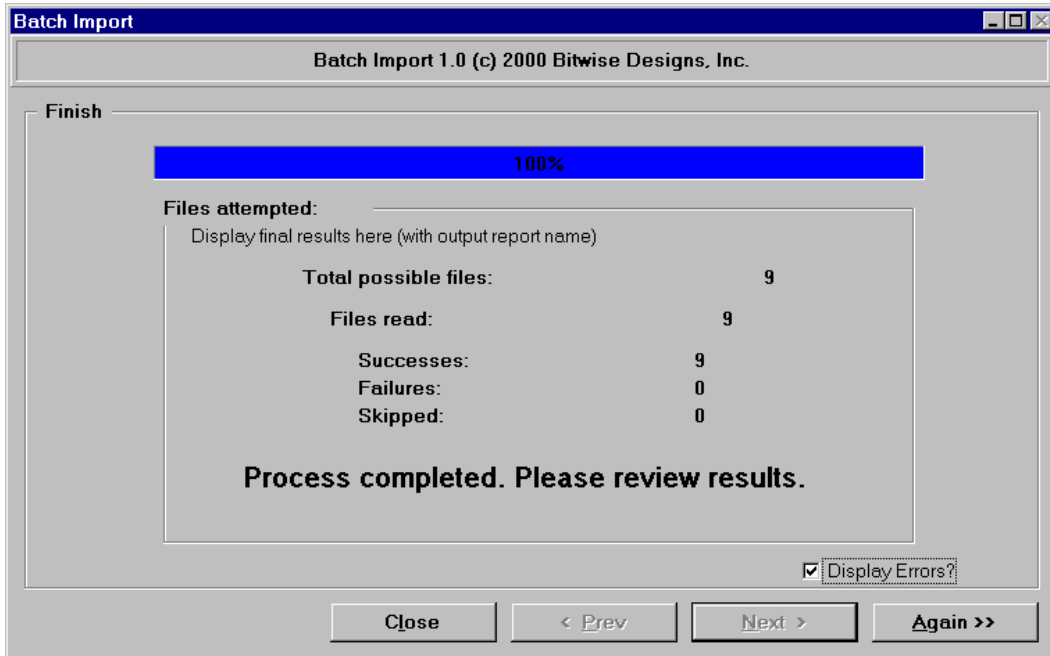 Batch Import
Batch Import 1.0 (c) 2000 Bitwise Designs, Inc.
Finish
100%
Files attempted:
Display final results here (with output report name)
Total possible files: 9
Files read: 9
Successes: 9
Failures: 0
Skipped: 0
Process completed. Please review results.
Display Errors?
Close < Prev Next > Again >>